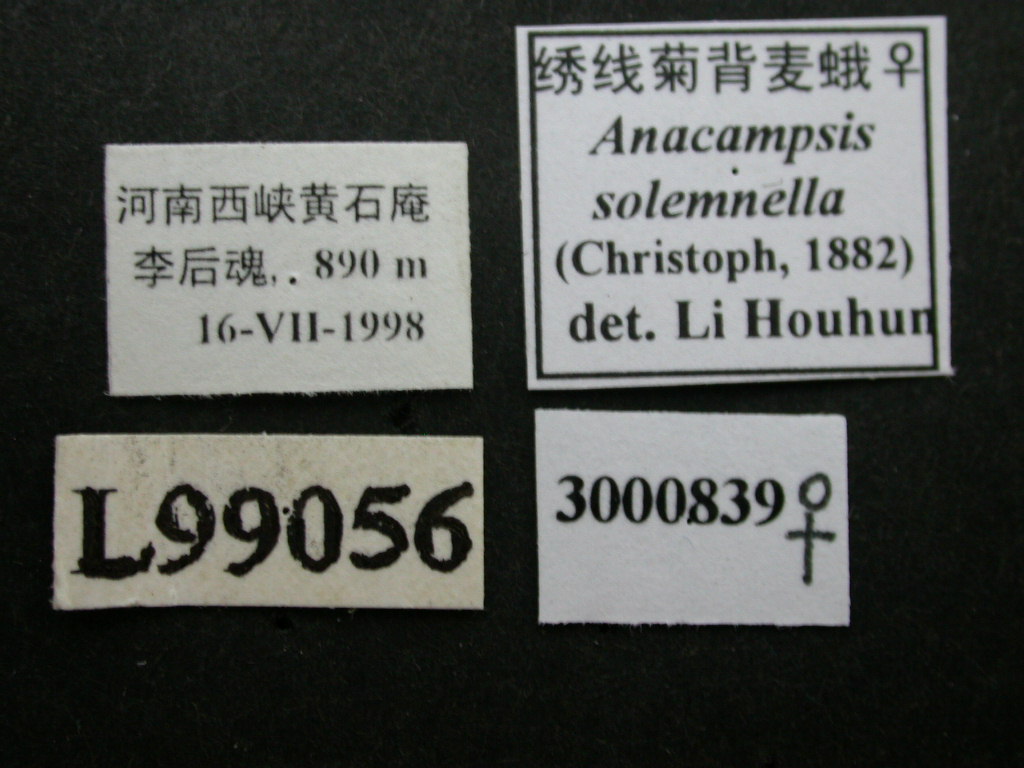 河南西峡黄石庵
李后魂, . 890 m
16-VII-1998
绣线菊背麦蛾♀
Anacampsis
solemnella
(Christoph, 1882)
det. Li Houhun
L99056
3000839♀